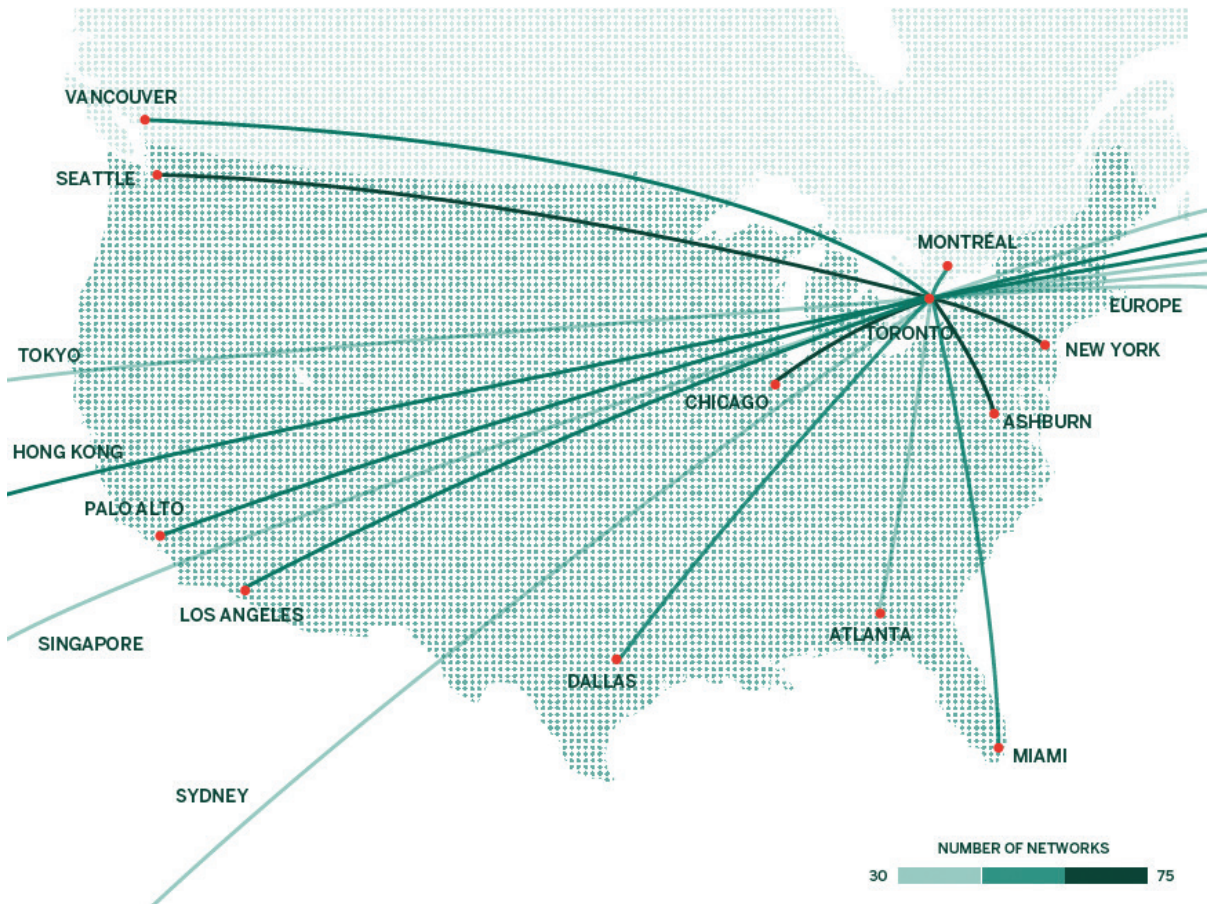 VANCOUVER
SEATTLE
MONTRÉAL
EUROPE
TORONTO
NEW YORK
TOKYO
CHICAGO
ASHBURN
HONG KONG
PALO ALTO
LOS ANGELES
SINGAPORE
ATLANTA
DALLAS
MIAMI
SYDNEY
NUMBER OF NETWORKS
30 75